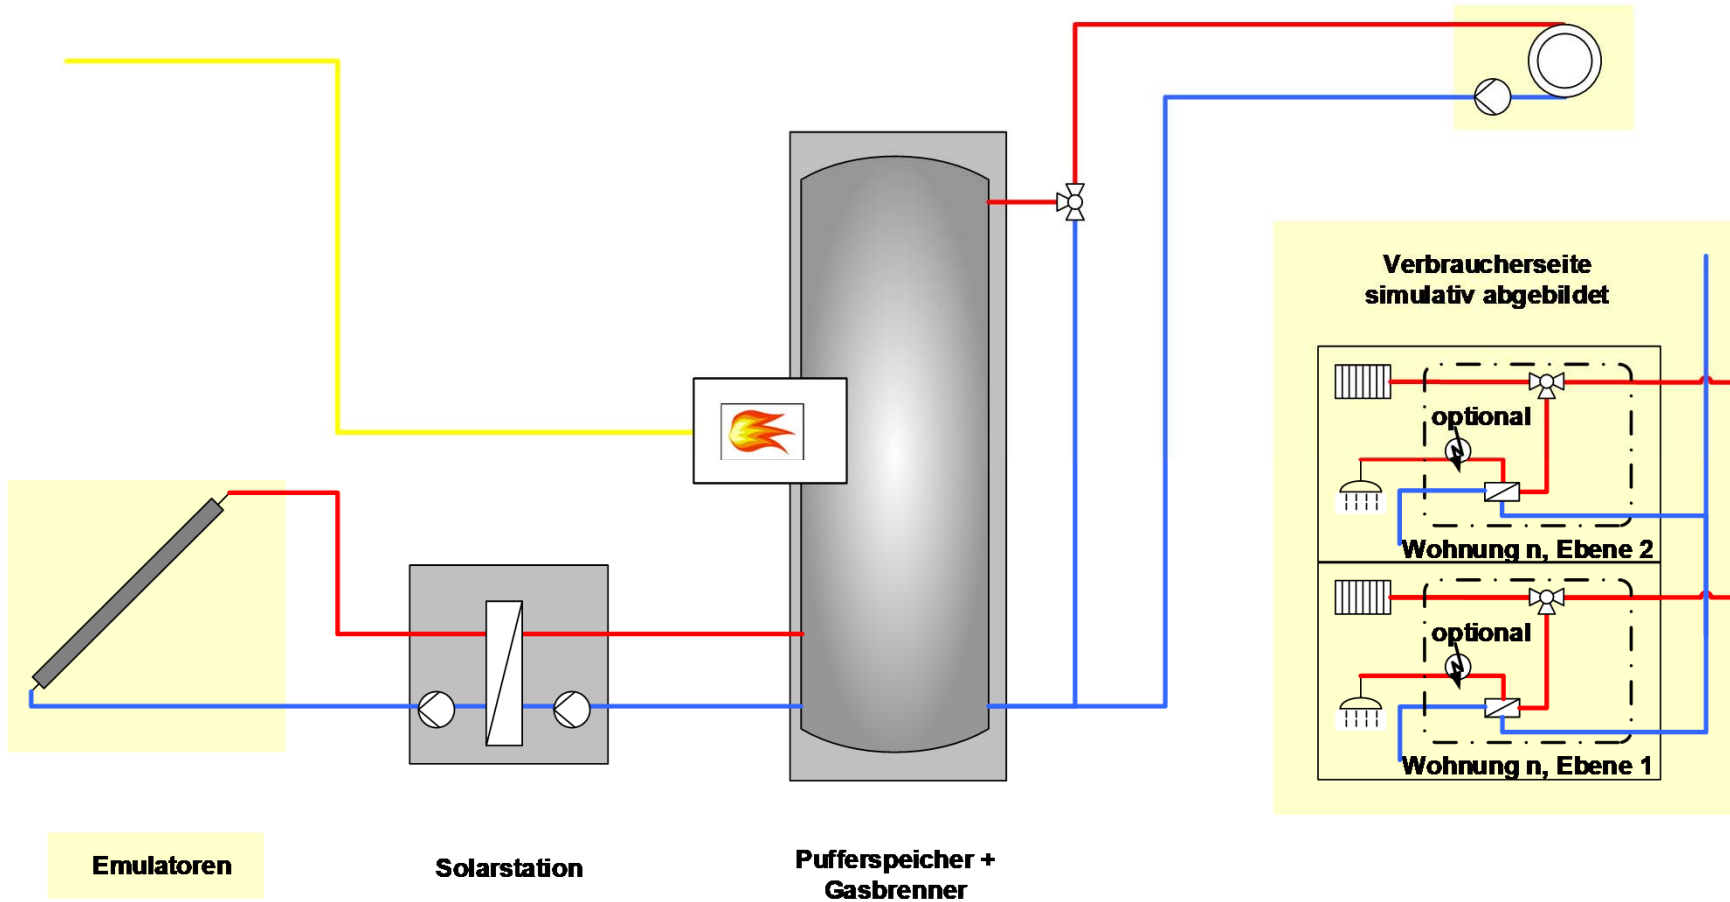 Verbraucherseite
simulativ abgebildet
optional
Wohnung n, Ebene 2
optional
Wohnung n, Ebene 1
Emulatoren
Solarstation
Pufferspeicher +
Gasbrenner